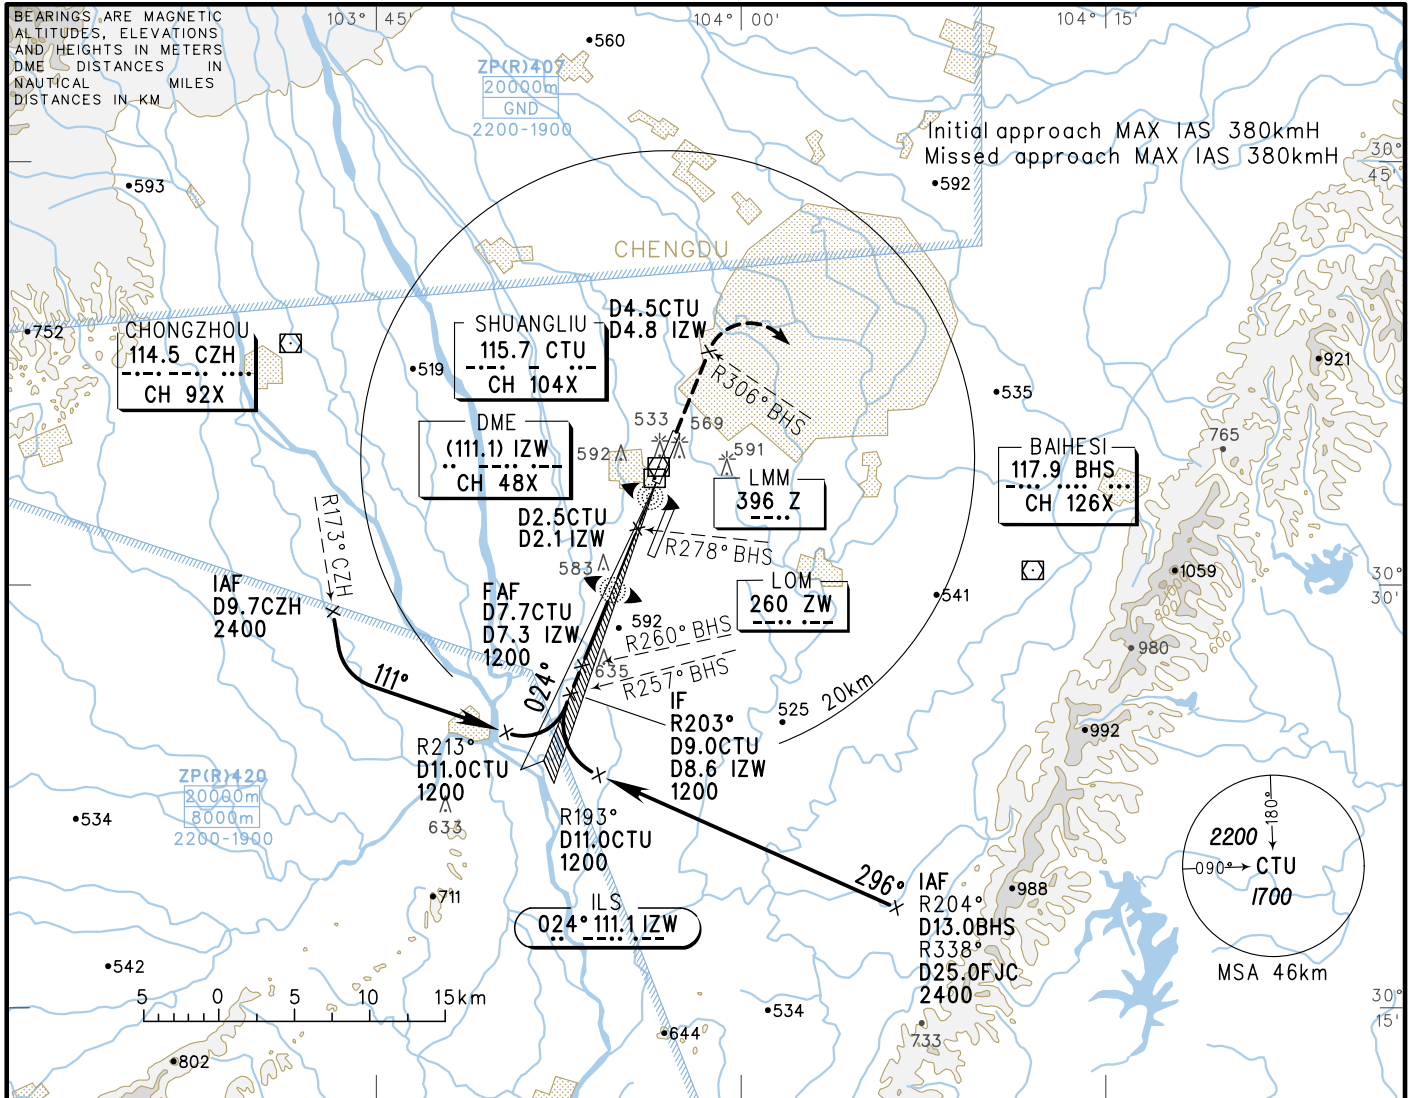 BEARINGS ARE MAGNETIC
ALTITUDES, ELEVATIONS
AND HEIGHTS IN METERS
DME DISTANCES IN
NAUTICAL MILES
DISTANCES IN KM
103° 45'
104° 00'
104° 15'
560
ZP(R)407
20000m
GND
2200-1900
Initial approach MAX IAS 380kmH
Missed approach MAX IAS 380kmH
30°
45'
593
592
CHENGDU
752
CHONGZHOU
114.5 CZH
CH 92X
519
SHUANGLIU
115.7 CTU
CH 104X
D4.5CTU
D4.8 IZW
R306° BHS
921
535
DME
(111.1) IZW
CH 48X
592
533
569
591
LMM
396 Z
BAIHESI
117.9 BHS
CH 126X
765
R173° CZH
D2.5CTU
D2.1 IZW
R278° BHS
583
1059
30°
30'
IAF
D9.7CZH
2400
FAF
D7.7CTU
D7.3 IZW
1200
LOM
260 ZW
541
592
R260° BHS
635
R257° BHS
980
111°
024°
IF
R203°
D9.0CTU
D8.6 IZW
1200
20km
525
992
R213°
D11.0CTU
1200
633
ZP(R)420
20000m
8000m
2200-1900
534
R193°
D11.0CTU
1200
180°
2200
090°
CTU
1700
MSA 46km
296°
IAF
R204°
D13.0BHS
R338°
D25.0FJC
2400
988
711
ILS
024° 111.1 IZW
542
5 0 5 10 15km
534
644
733
802
30°
15'